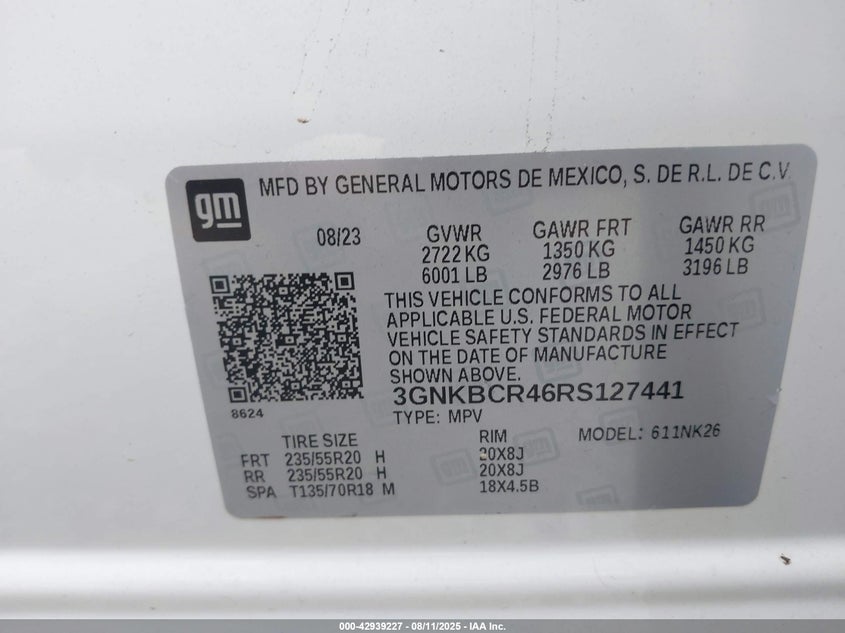 gm
MFD BY GENERAL MOTORS DE MEXICO, S. DE R.L. DE C.V.
08/23 GVWR GAWR FRT GAWR RR
2722 KG 1350 KG 1450 KG
6001 LB 2976 LB 3196 LB
THIS VEHICLE CONFORMS TO ALL
APPLICABLE U.S. FEDERAL MOTOR
VEHICLE SAFETY STANDARDS IN EFFECT
ON THE DATE OF MANUFACTURE
SHOWN ABOVE.
3GNKBCR46RS127441
8624
TYPE: MPV
TIRE SIZE RIM MODEL: 611NK26
FRT 235/55R20 H 20X8J
RR 235/55R20 H 20X8J
SPA T135/70R18 M 18X4.5B
000-42939227 - 08/11/2025 - IAA Inc.